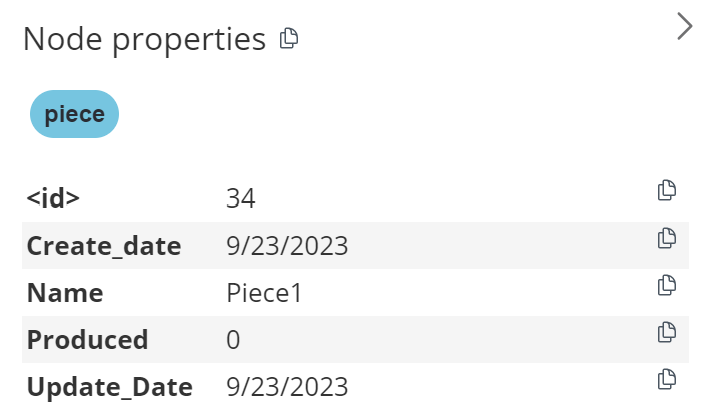 Node properties
piece
<id> 34
Create_date 9/23/2023
Name Piece1
Produced 0
Update_Date 9/23/2023